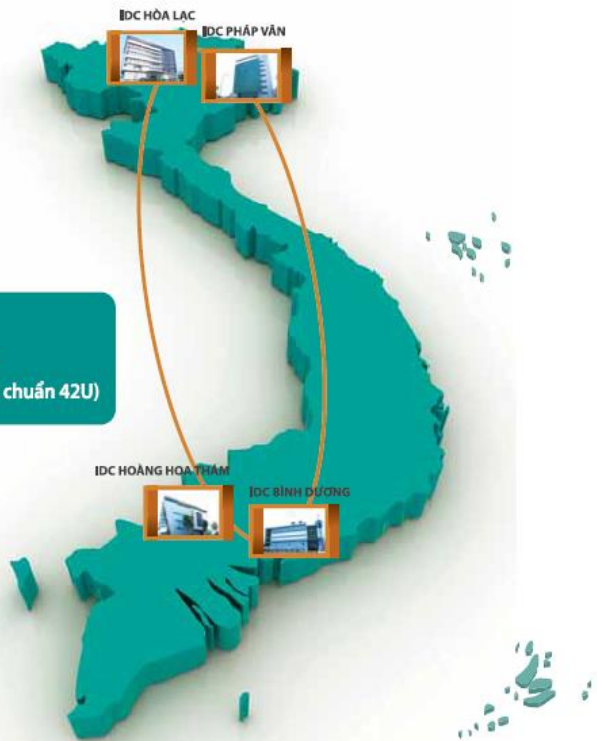 IDC HÒA LẠC
IDC PHÁP VÂN
chuẩn 42U)
IDC HOÀNG HOA THÁM
IDC BÌNH DƯƠNG